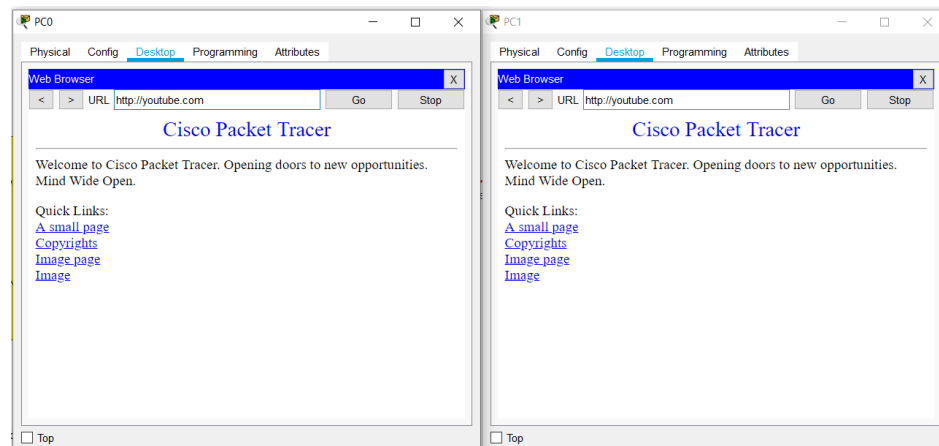 PC0
Physical Config Desktop Programming Attributes
Web Browser X
< > URL http://youtube.com Go Stop
Cisco Packet Tracer
Welcome to Cisco Packet Tracer. Opening doors to new opportunities.
Mind Wide Open.
Quick Links:
A small page
Copyrights
Image page
Image
Top
PC1
Physical Config Desktop Programming Attributes
Web Browser X
< > URL http://youtube.com Go Stop
Cisco Packet Tracer
Welcome to Cisco Packet Tracer. Opening doors to new opportunities.
Mind Wide Open.
Quick Links:
A small page
Copyrights
Image page
Image
Top